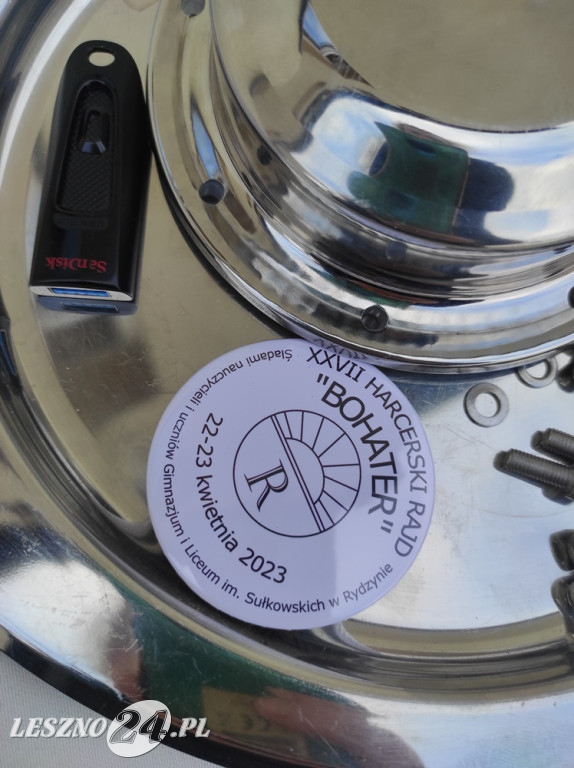 SanDisk
XXVII HARCERSKI RAJD
"BOHATER"
R
22-23 kwietnia 2023
Śladami nauczycieli i uczniów Gimnazjum i Liceum im. Sułkowskich w Rydzynie
LESZNO24.PL